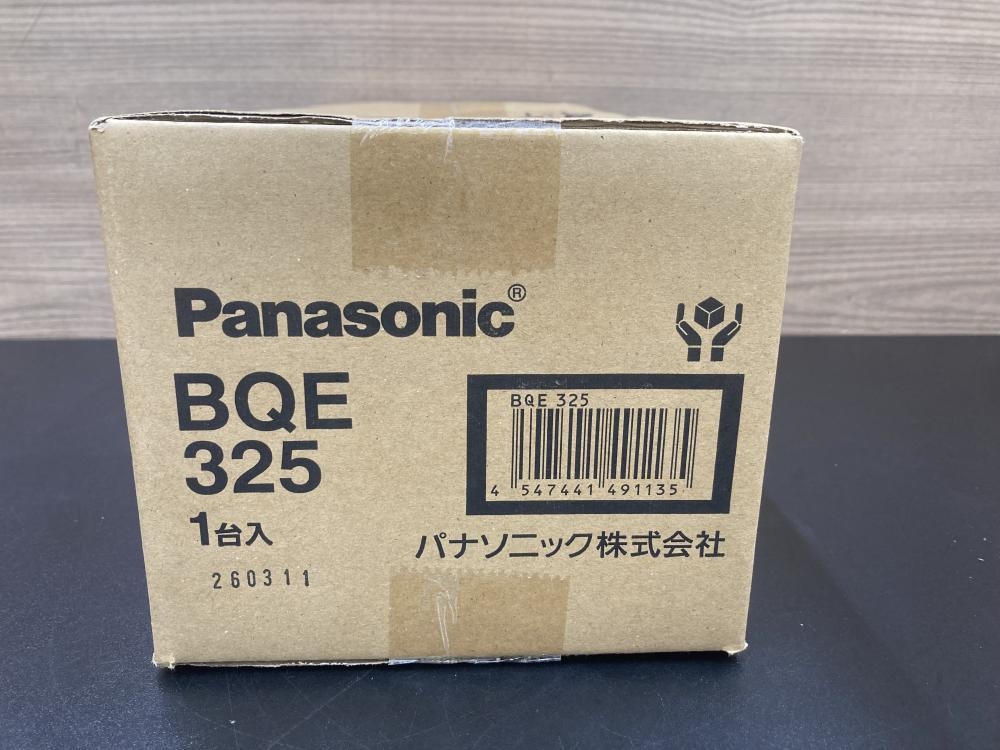 Panasonic®
BQE
325
1台入
260311
BQE 325
4 547441 491135
パナソニック株式会社